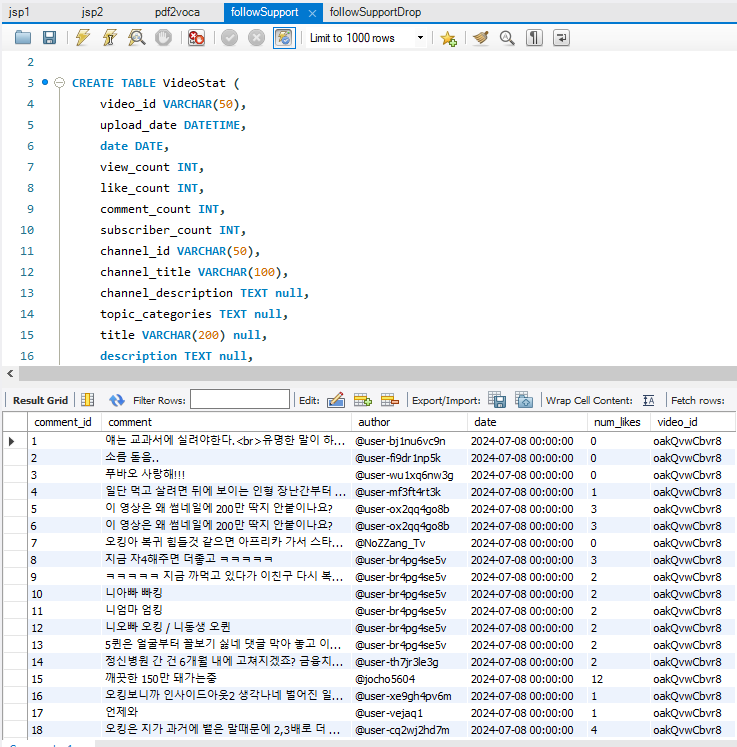 jsp1 jsp2 pdf2voca followSupport followSupportDrop
Limit to 1000 rows
2
3 CREATE TABLE VideoStat (
4 video_id VARCHAR(50),
5 upload_date DATETIME,
6 date DATE,
7 view_count INT,
8 like_count INT,
9 comment_count INT,
10 subscriber_count INT,
11 channel_id VARCHAR(50),
12 channel_title VARCHAR(100),
13 channel_description TEXT null,
14 topic_categories TEXT null,
15 title VARCHAR(200) null,
16 description TEXT null,
Result Grid Filter Rows: Edit: Export/Import: Wrap Cell Content: Fetch rows:
comment_id comment author date num_likes video_id
1 얘는 교과서에 실려야한다.<br>유명한 말이 하... @user-bj1nu6vc9n 2024-07-08 00:00:00 0 oakQvwCbvr8
2 소름 돋음.. @user-fi9dr1np5k 2024-07-08 00:00:00 0 oakQvwCbvr8
3 푸바오 사랑해!!! @user-wu1xq6nw3g 2024-07-08 00:00:00 0 oakQvwCbvr8
4 일단 먹고 살려면 뒤에 보이는 인형 장난간부터 ... @user-mf3ft4rt3k 2024-07-08 00:00:00 1 oakQvwCbvr8
5 이 영상은 왜 썸네일에 200만 딱지 안붙이나요? @user-ox2qq4go8b 2024-07-08 00:00:00 3 oakQvwCbvr8
6 이 영상은 왜 썸네일에 200만 딱지 안붙이나요? @user-ox2qq4go8b 2024-07-08 00:00:00 3 oakQvwCbvr8
7 오킹아 복귀 힘들것 같으면 아프리카 가서 스타... @NoZZang_Tv 2024-07-08 00:00:00 0 oakQvwCbvr8
8 지금 자4해주면 더좋고 ㅋㅋㅋㅋㅋ @user-br4pg4se5v 2024-07-08 00:00:00 3 oakQvwCbvr8
9 ㅋㅋㅋㅋㅋ 지금 까먹고 있다가 이친구 다시 복... @user-br4pg4se5v 2024-07-08 00:00:00 2 oakQvwCbvr8
10 니아빠 빠킹 @user-br4pg4se5v 2024-07-08 00:00:00 2 oakQvwCbvr8
11 니엄마 엄킹 @user-br4pg4se5v 2024-07-08 00:00:00 2 oakQvwCbvr8
12 니오빠 오킹 / 니동생 오퀸 @user-br4pg4se5v 2024-07-08 00:00:00 2 oakQvwCbvr8
13 5퀸은 얼굴부터 꼴보기 싫네 댓글 막아 놓고 이... @user-br4pg4se5v 2024-07-08 00:00:00 2 oakQvwCbvr8
14 정신병원 간 건 6개월 내에 고쳐지겠죠? 금융치... @user-th7jr3le3g 2024-07-08 00:00:00 2 oakQvwCbvr8
15 깨끗한 150만 돼가는중 @jocho5604 2024-07-08 00:00:00 12 oakQvwCbvr8
16 오킹보니까 인사이드아웃2 생각나네 벌어진 일... @user-xe9gh4pv6m 2024-07-08 00:00:00 1 oakQvwCbvr8
17 언제와 @user-vejaq1 2024-07-08 00:00:00 1 oakQvwCbvr8
18 오킹은 지가 과거에 뱉은 말때문에 2,3배로 더 ... @user-cq2wj2hd7m 2024-07-08 00:00:00 4 oakQvwCbvr8